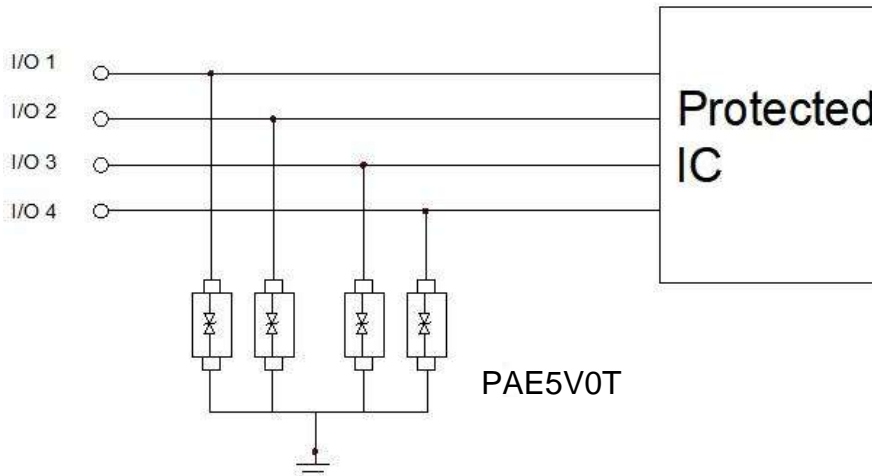 I/O 1
I/O 2
I/O 3
I/O 4
Protected
IC
PAE5V0T